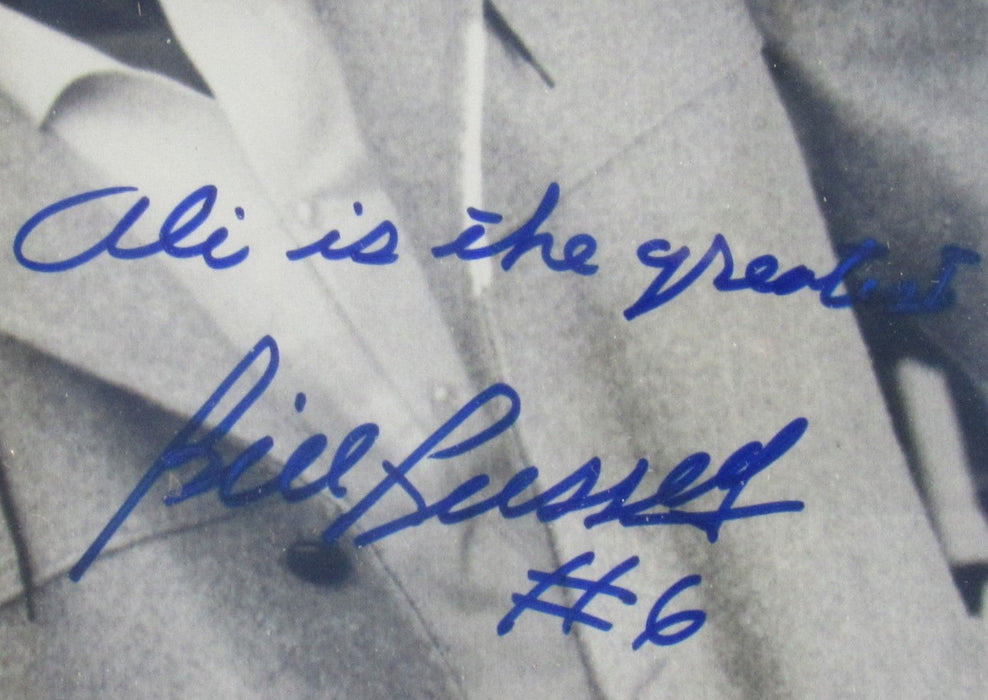 Ali is the greatest
Bill Russell
#6